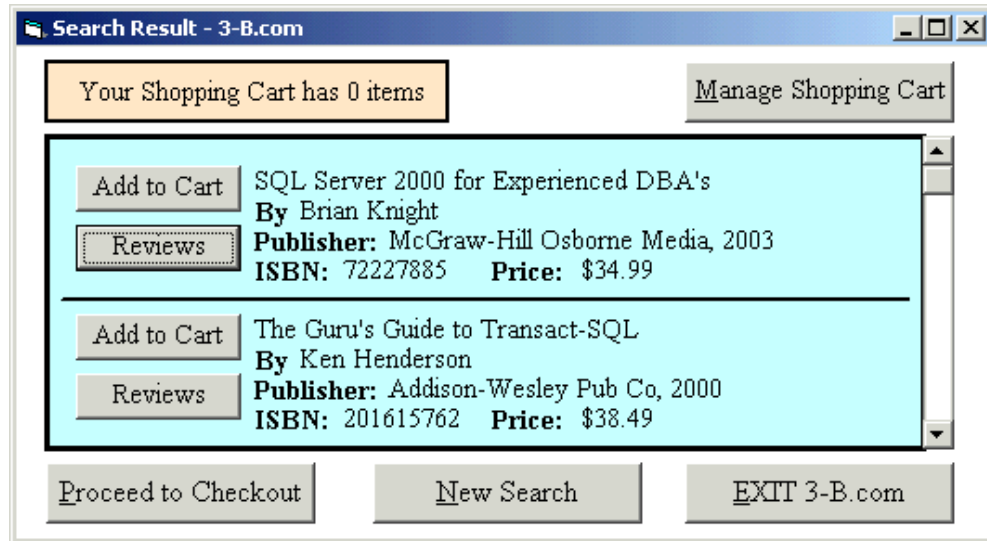 Search Result - 3-B.com
Your Shopping Cart has 0 items
Manage Shopping Cart
Add to Cart
SQL Server 2000 for Experienced DBA's
By Brian Knight
Reviews
Publisher: McGraw-Hill Osborne Media, 2003
ISBN: 72227885 Price: $34.99
Add to Cart
The Guru's Guide to Transact-SQL
By Ken Henderson
Reviews
Publisher: Addison-Wesley Pub Co, 2000
ISBN: 201615762 Price: $38.49
Proceed to Checkout
New Search
EXIT 3-B.com